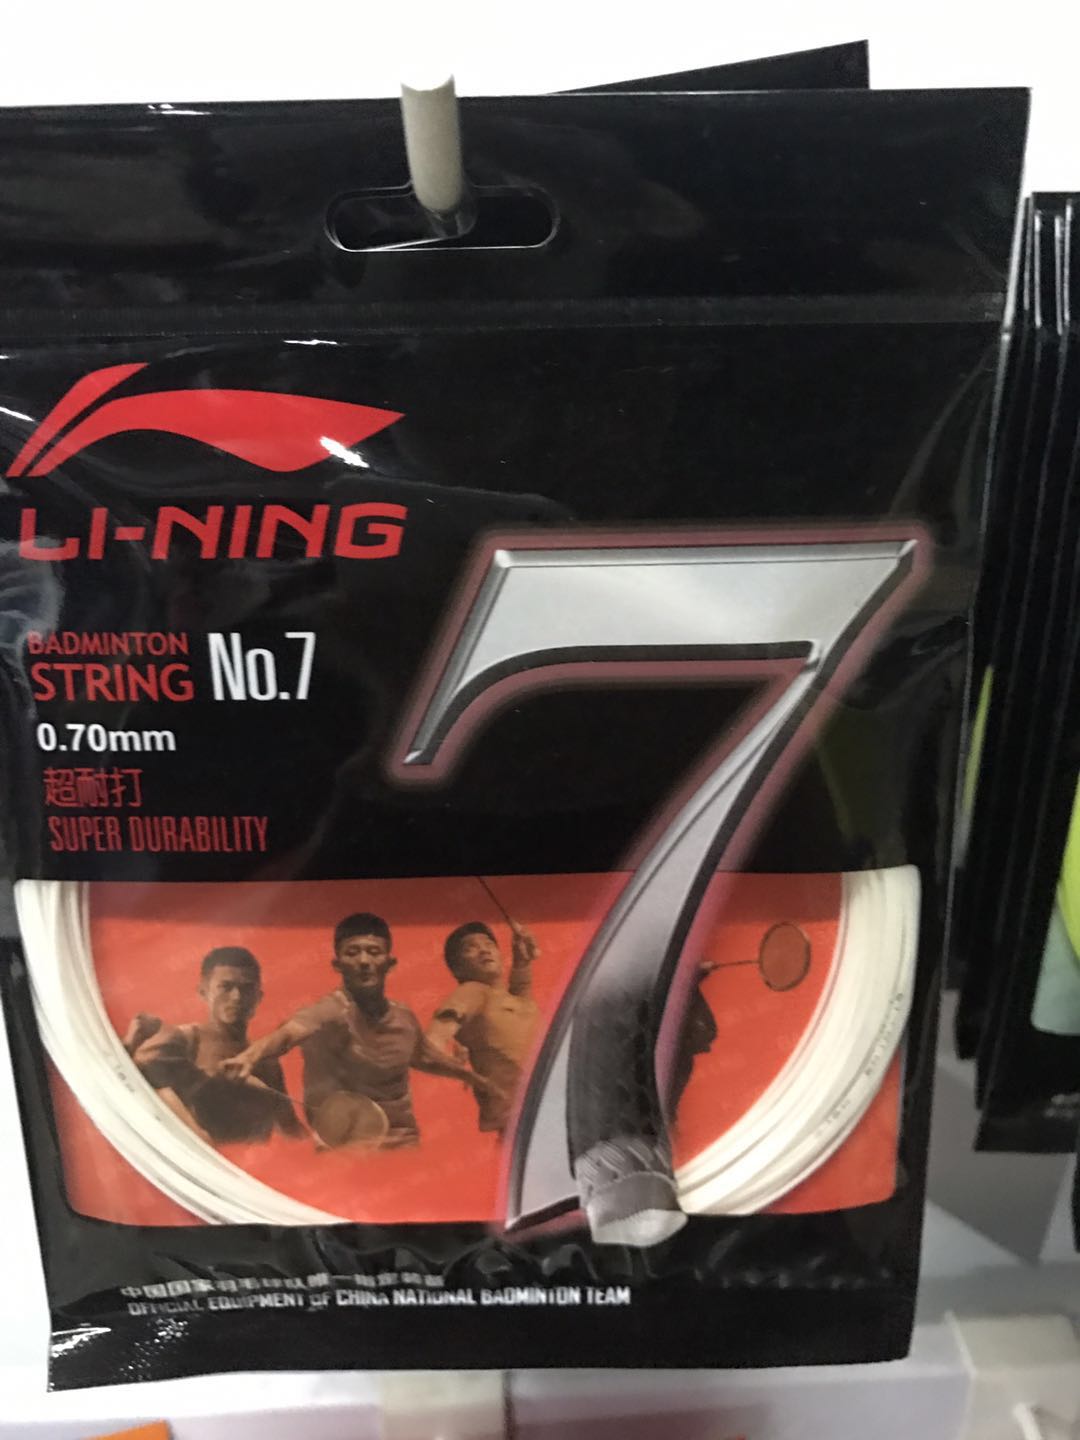 LI-NING
BADMINTON
STRING No.7
0.70mm
超耐打
SUPER DURABILITY
7
OFFICIAL EQUIPMENT OF CHINA NATIONAL BADMINTON TEAM